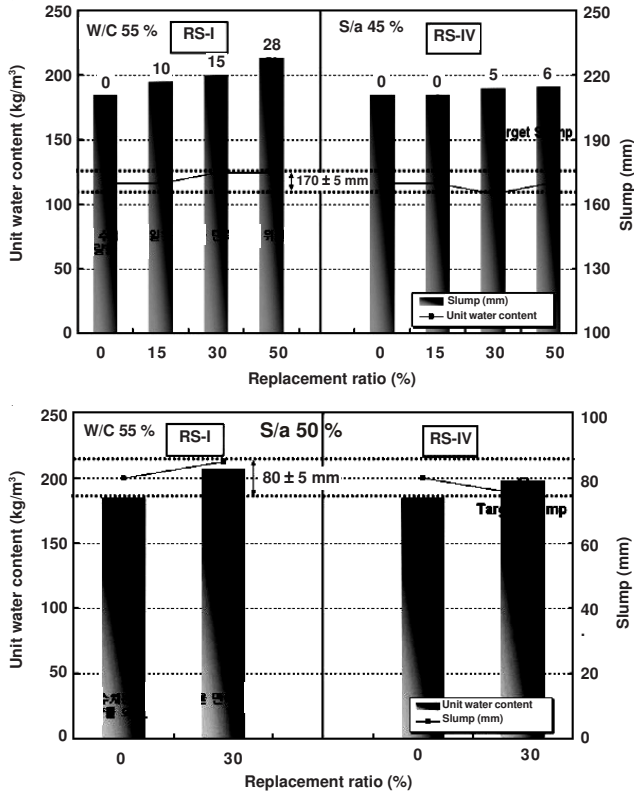 W/C 55 %
RS-I
S/a 45 %
RS-IV
Unit water content (kg/m³)
250
200
150
100
50
0
0
10
15
28
0
0
5
6
170 ± 5 mm
250
220
190
160
130
100
Slump (mm)
Slump (mm)
Unit water content
0
15
30
50
0
15
30
50
Replacement ratio (%)
W/C 55 %
RS-I
S/a 50 %
RS-IV
Unit water content (kg/m³)
250
200
150
100
50
0
80 ± 5 mm
100
80
60
40
20
0
Slump (mm)
Unit water content
Slump (mm)
0
30
0
30
Replacement ratio (%)